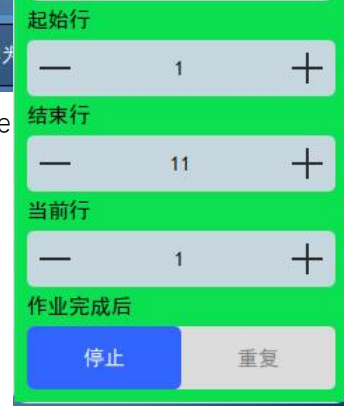 起始行
— 1 +
结束行
— 11 +
当前行
— 1 +
作业完成后
停止 重复